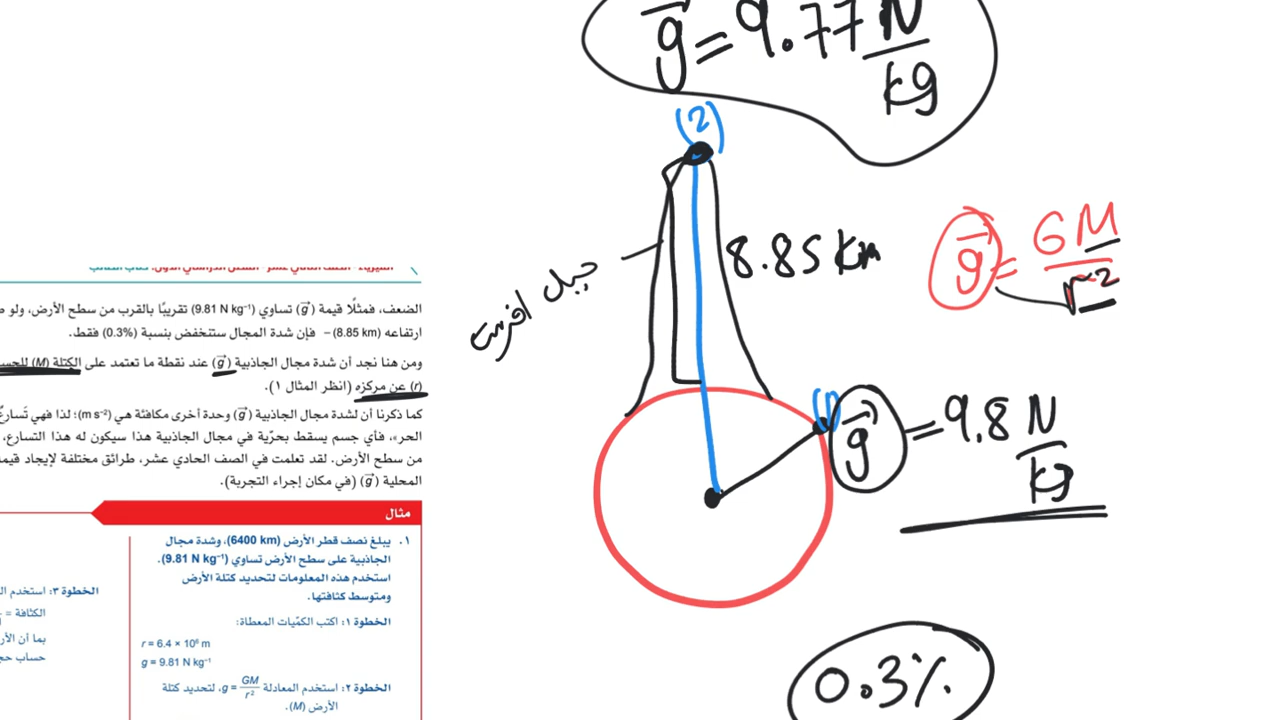 g = 9.77 N/kg
(2)
8.85 km
جبل افرست
g = GM/r²
(1)
g = 9.8 N/kg
0.3%
الضعف، فمثلًا قيمة (g) تساوي (9.81 N kg⁻¹) تقريبًا بالقرب من سطح الأرض، ولو
ارتفاعه (8.85 km) – فإن شدة المجال ستنخفض بنسبة (0.3%) فقط.
ومن هنا نجد أن شدة مجال الجاذبية (g) عند نقطة ما تعتمد على الكتلة (M)
(r) عن مركزه (انظر المثال ١).
كما ذكرنا أن لشدة مجال الجاذبية (g) وحدة أخرى مكافئة هي (m s⁻²)؛ لذا فهي
الحر»، فأي جسم يسقط بحرّية في مجال الجاذبية هذا سيكون له هذا التسارع،
من سطح الأرض. لقد تعلمت في الصف الحادي عشر، طرائق مختلفة لإيجاد
المحلية (g) (في مكان إجراء التجربة).
مثال
١. يبلغ نصف قطر الأرض (6400 km)، وشدة مجال
الجاذبية على سطح الأرض تساوي (9.81 N kg⁻¹).
استخدم هذه المعلومات لتحديد كتلة الأرض
ومتوسط كثافتها.
الخطوة ١: اكتب الكمّيات المعطاة:
r = 6.4 × 10⁶ m
g = 9.81 N kg⁻¹
الخطوة ٢: استخدم المعادلة g = GM/r²، لتحديد كتلة
الأرض (M).
الخطوة ٣: استخدم
الكثافة =
بما أن
حساب